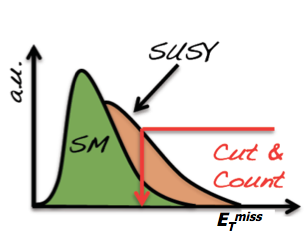 SUSY
a.u.
SM
Cut &
Count
E_T^miss